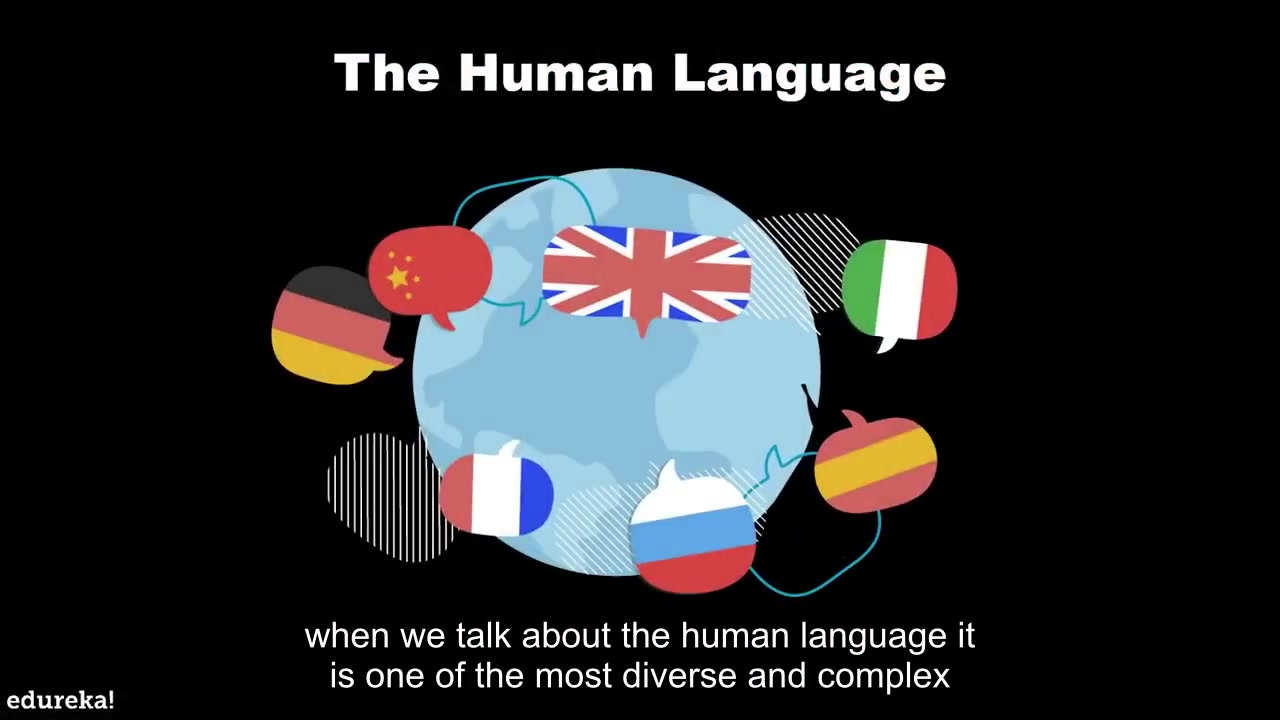 The Human Language
when we talk about the human language it
is one of the most diverse and complex
edureka!